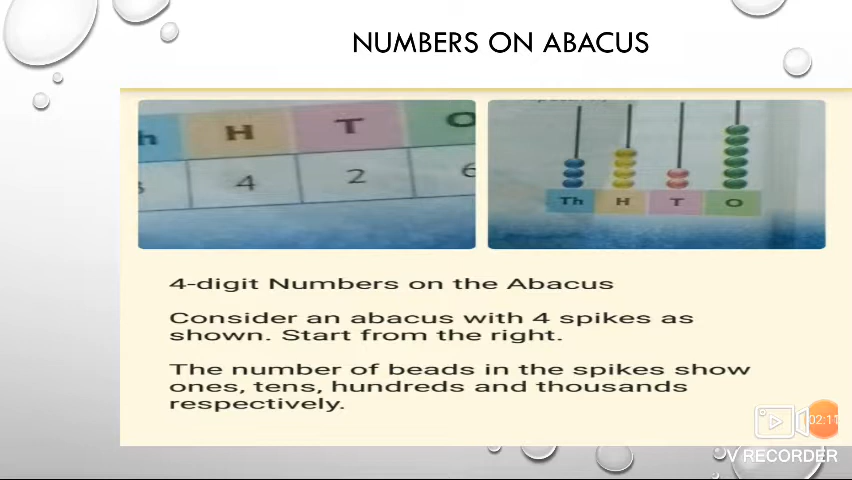 NUMBERS ON ABACUS
h H T O
3 4 2 6
Th H T O
4-digit Numbers on the Abacus
Consider an abacus with 4 spikes as
shown. Start from the right.
The number of beads in the spikes show
ones, tens, hundreds and thousands
respectively.
02:11
V RECORDER